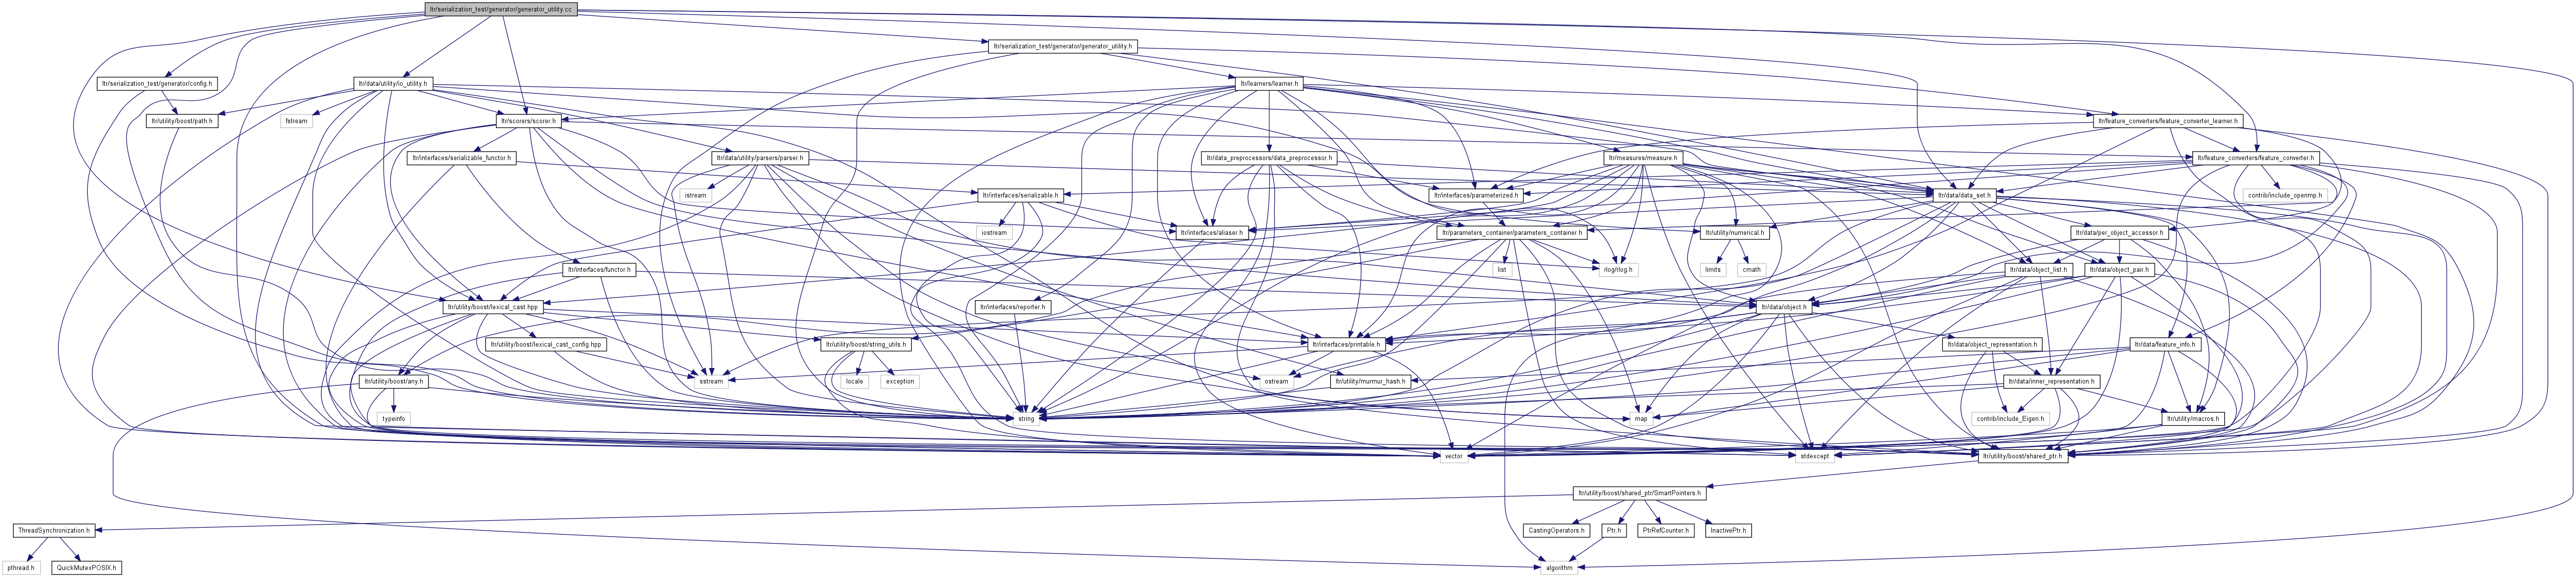 ltr/serialization_test/generator/generator_utility.cc
ltr/serialization_test/generator/generator_utility.h
ltr/serialization_test/generator/config.h
ltr/data/utility/io_utility.h
ltr/learners/learner.h
ltr/utility/boost/path.h
fstream
ltr/scorers/scorer.h
ltr/feature_converters/feature_converter_learner.h
ltr/interfaces/serializable_functor.h
ltr/data/utility/parsers/parser.h
ltr/data_preprocessors/data_preprocessor.h
ltr/measures/measure.h
ltr/feature_converters/feature_converter.h
istream
ltr/interfaces/serializable.h
ltr/interfaces/parameterized.h
ltr/data/data_set.h
contrib/include_openmp.h
iostream
ltr/interfaces/aliaser.h
ltr/parameters_container/parameters_container.h
ltr/utility/numerical.h
ltr/data/per_object_accessor.h
ltr/interfaces/functor.h
list
rlog/rlog.h
limits
cmath
ltr/data/object_list.h
ltr/data/object_pair.h
ltr/utility/boost/lexical_cast.hpp
ltr/interfaces/reporter.h
ltr/data/object.h
ltr/utility/boost/lexical_cast_config.hpp
ltr/utility/boost/string_utils.h
ltr/interfaces/printable.h
ltr/data/object_representation.h
ltr/data/feature_info.h
ltr/utility/boost/any.h
sstream
locale
exception
ostream
ltr/utility/murmur_hash.h
ltr/data/inner_representation.h
typeinfo
string
map
contrib/include_Eigen.h
ltr/utility/macros.h
vector
stdexcept
ltr/utility/boost/shared_ptr.h
ltr/utility/boost/shared_ptr/SmartPointers.h
ThreadSynchronization.h
CastingOperators.h
Ptr.h
PtrRefCounter.h
InactivePtr.h
pthread.h
QuickMutexPOSIX.h
algorithm